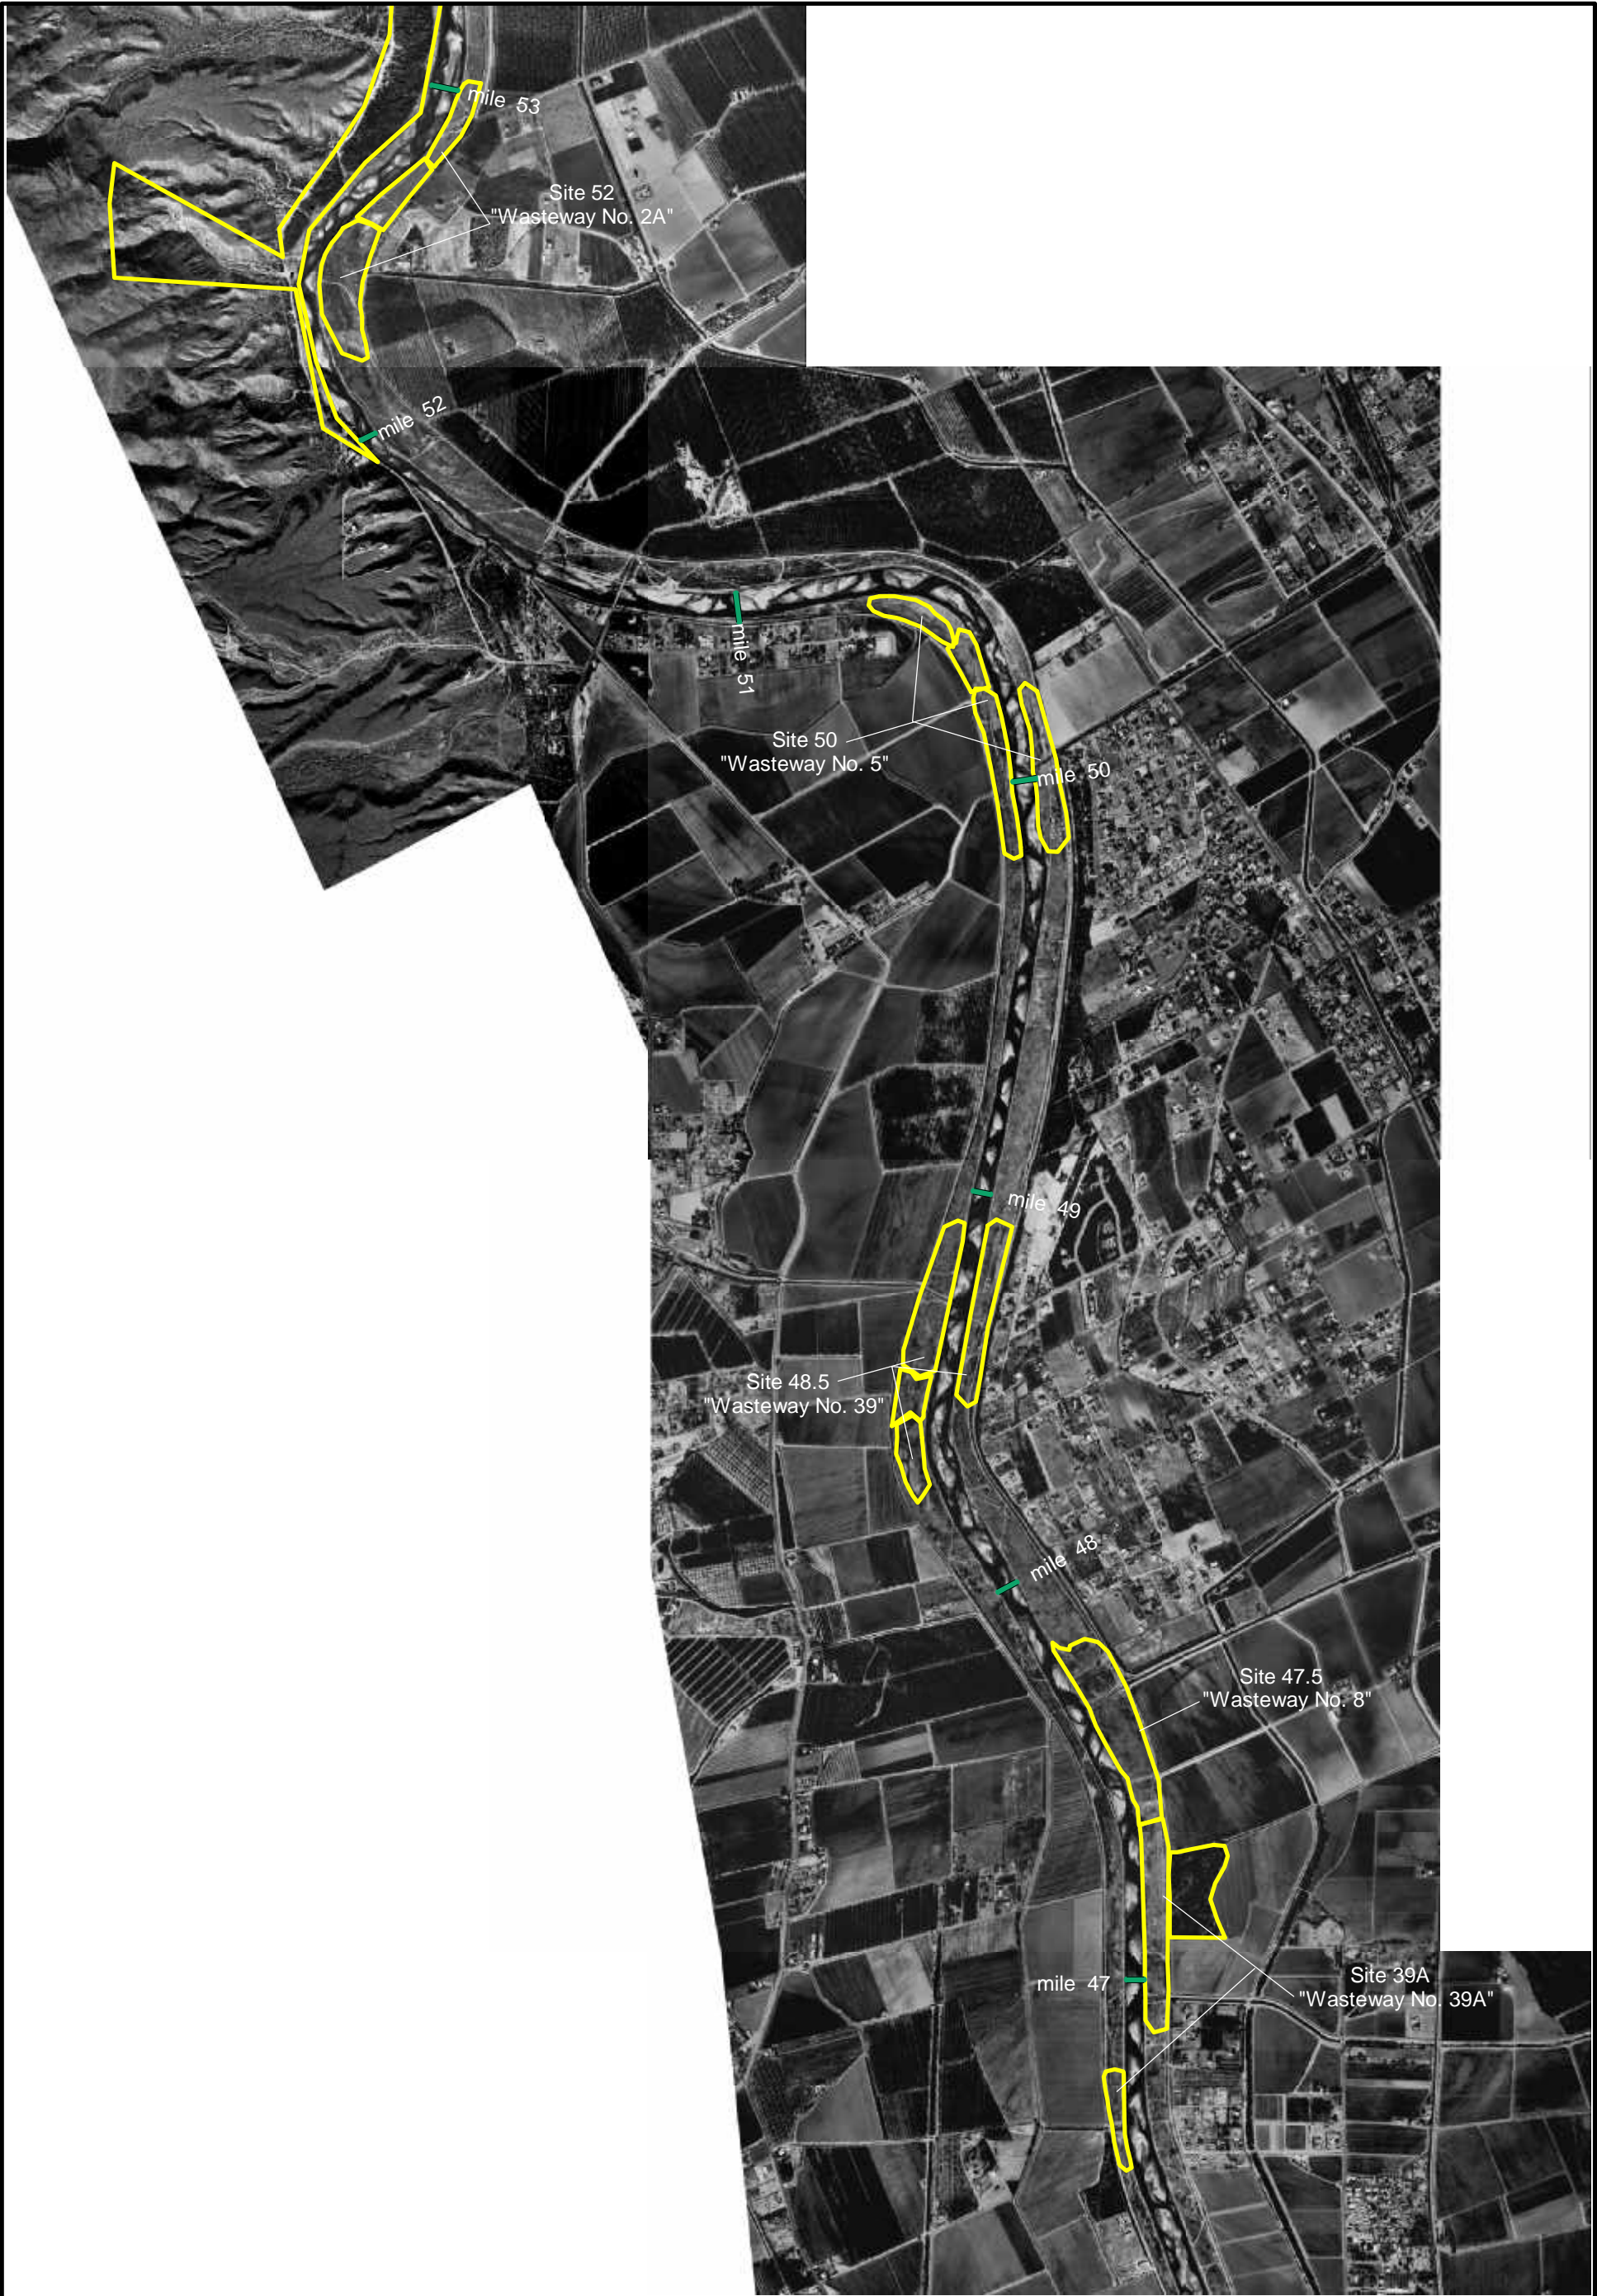 mile 53
Site 52
"Wasteway No. 2A"
mile 52
mile 51
Site 50
"Wasteway No. 5"
mile 50
mile 49
Site 48.5
"Wasteway No. 39"
mile 48
Site 47.5
"Wasteway No. 8"
mile 47
Site 39A
"Wasteway No. 39A"